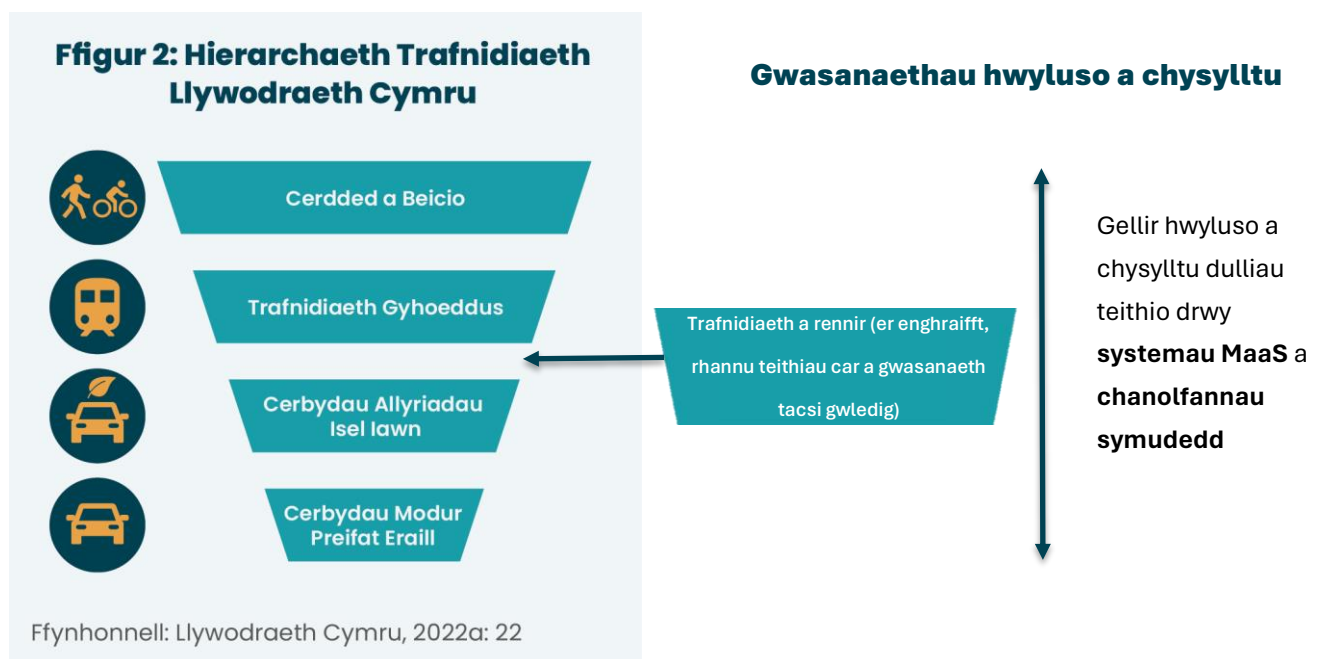 Ffigur 2: Hierarchaeth Trafnidiaeth
Llywodraeth Cymru
Cerdded a Beicio
Trafnidiaeth Gyhoeddus
Cerbydau Allyriadau
Isel Iawn
Cerbydau Modur
Preifat Eraill
Ffynhonnell: Llywodraeth Cymru, 2022a: 22
Gwasanaethau hwyluso a chysylltu
Trafnidiaeth a rennir (er enghraifft,
rhannu teithiau car a gwasanaeth
tacsi gwledig)
Gellir hwyluso a
chysylltu dulliau
teithio drwy
systemau MaaS a
chanolfannau
symudedd